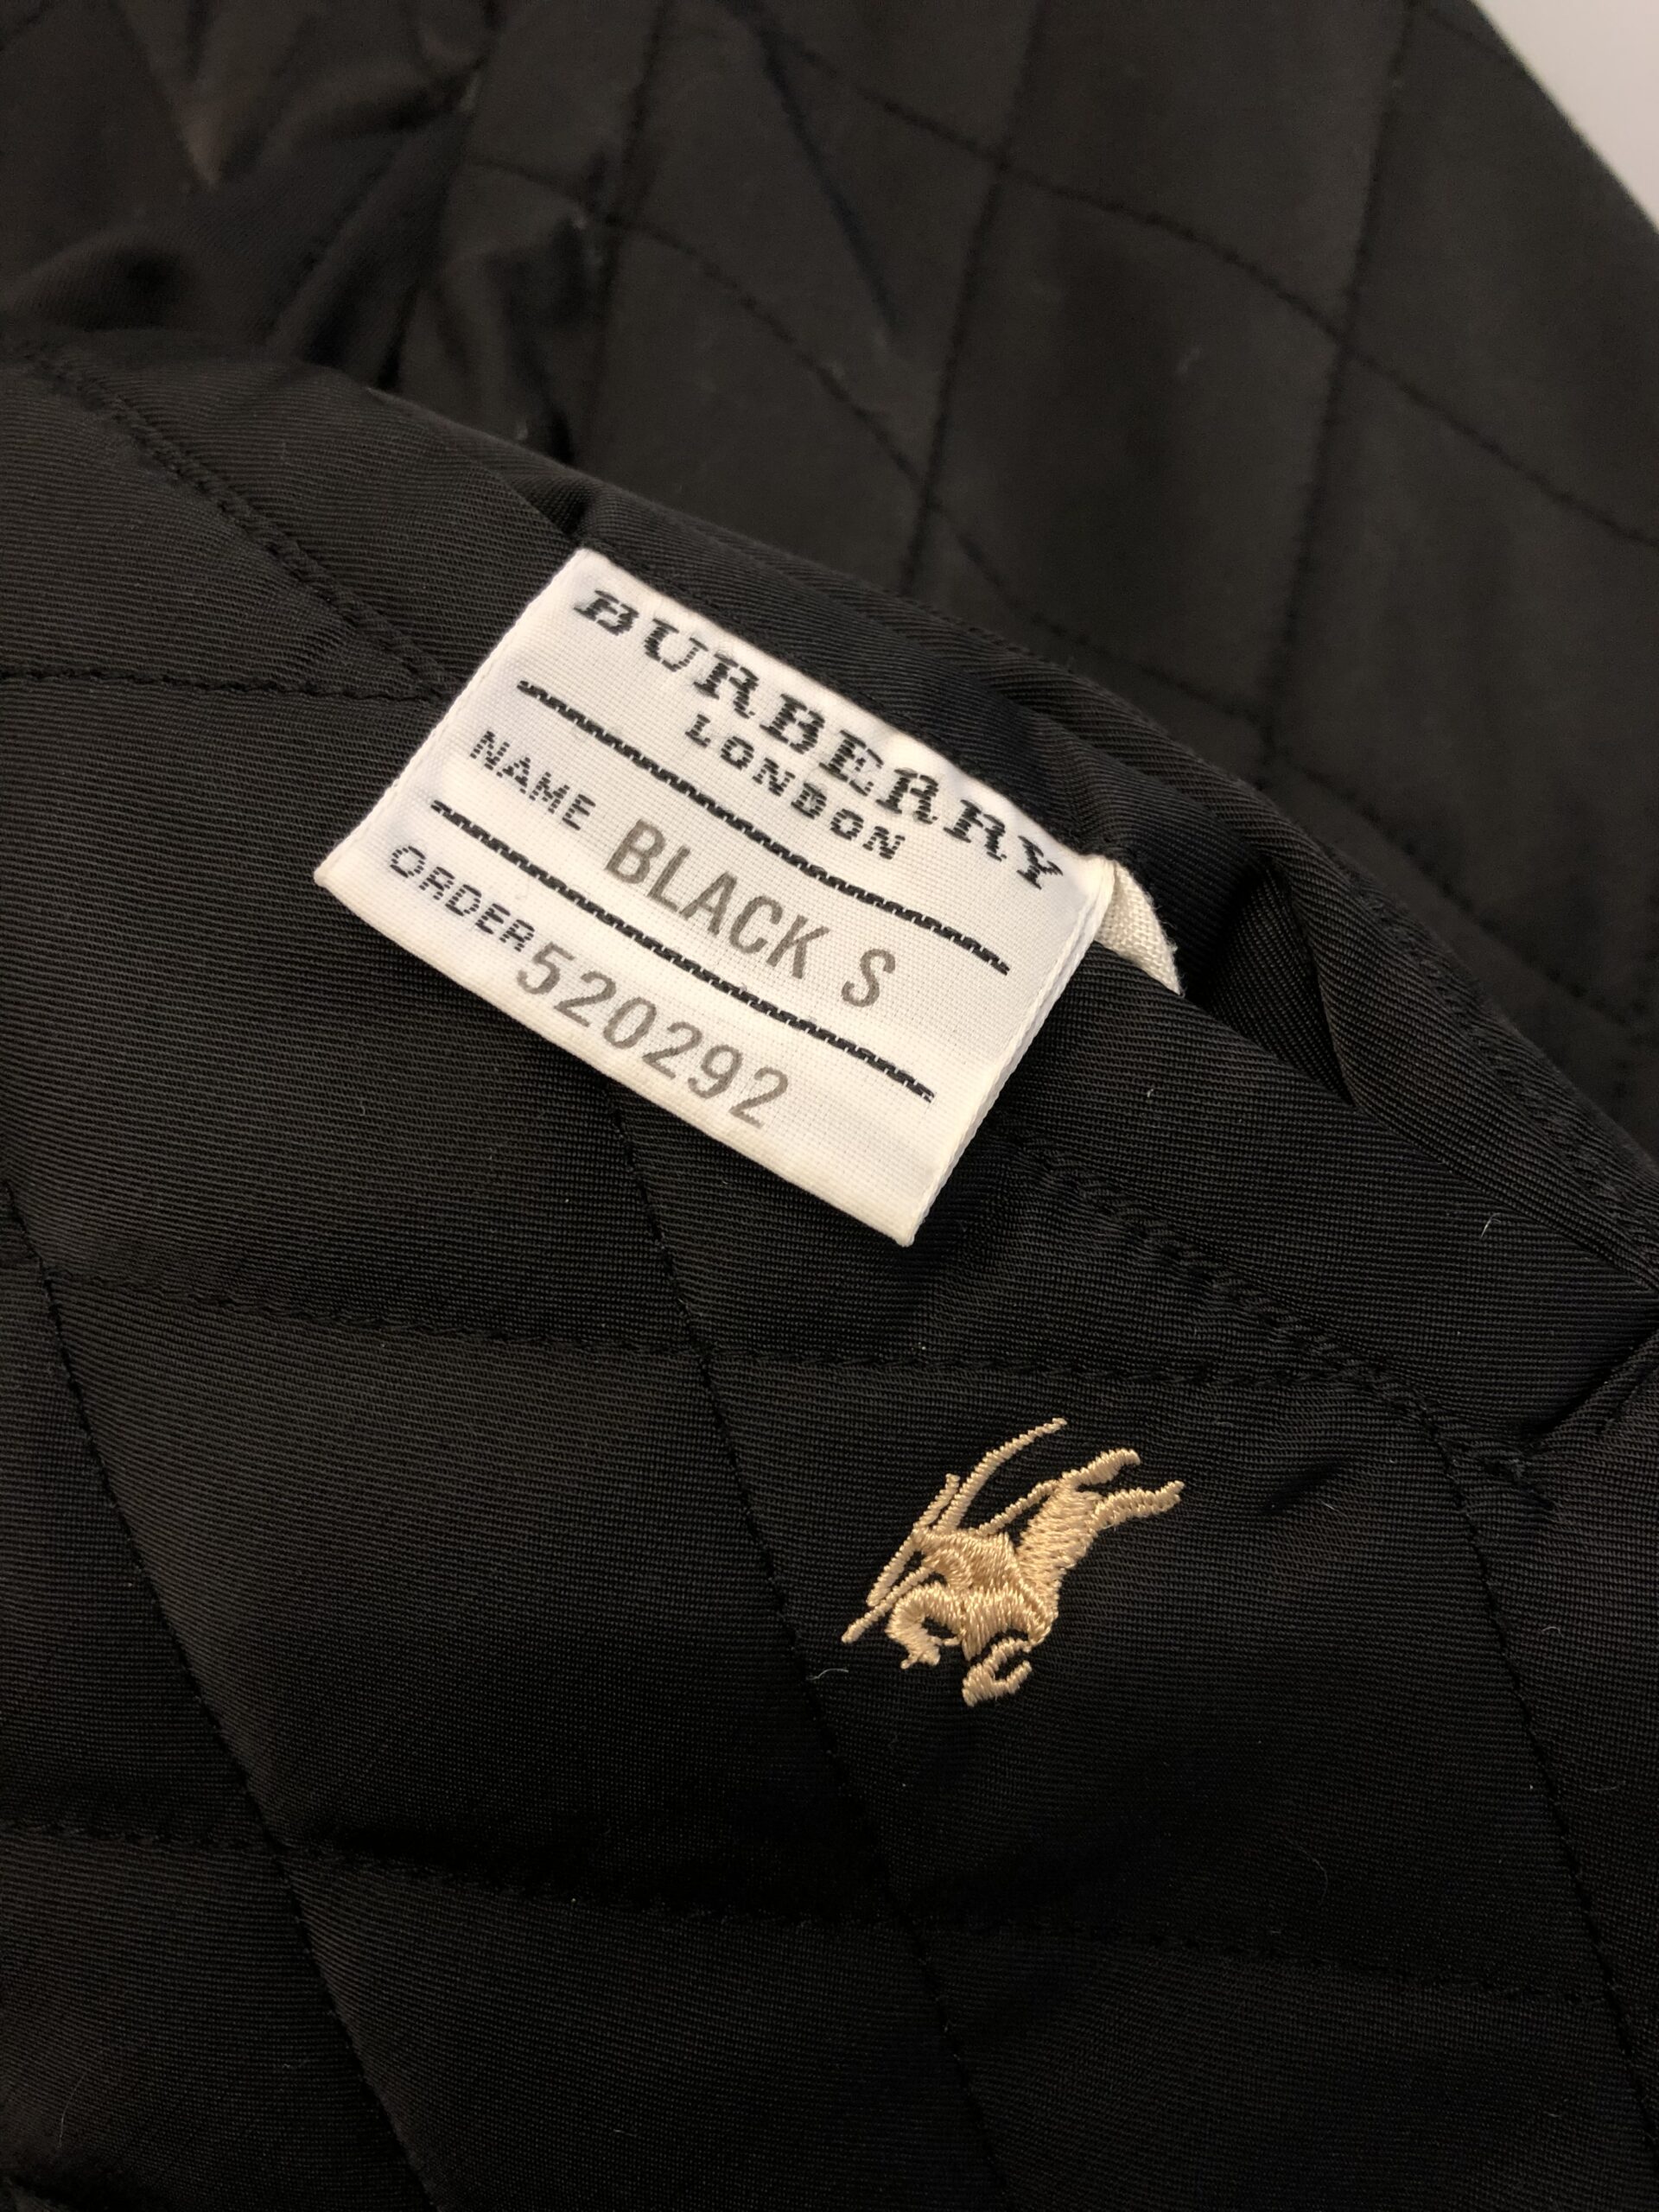 BURBERRY
LONDON
NAME BLACK S
ORDER 520292